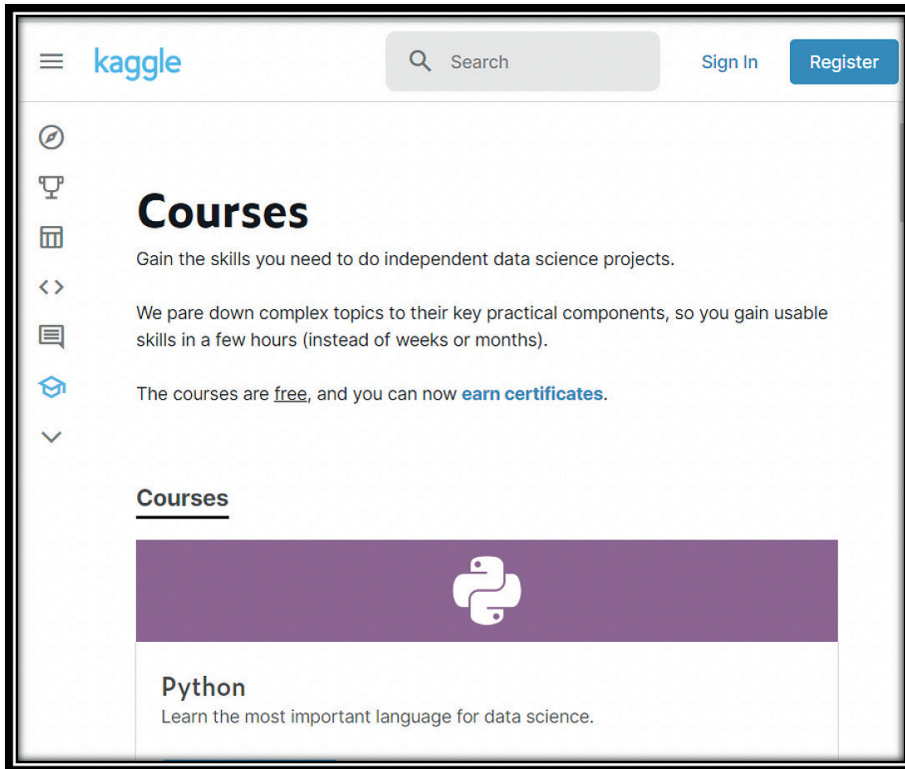 kaggle
Search
Sign In
Register
Courses
Gain the skills you need to do independent data science projects.
We pare down complex topics to their key practical components, so you gain usable
skills in a few hours (instead of weeks or months).
The courses are free, and you can now earn certificates.
Courses
Python
Learn the most important language for data science.